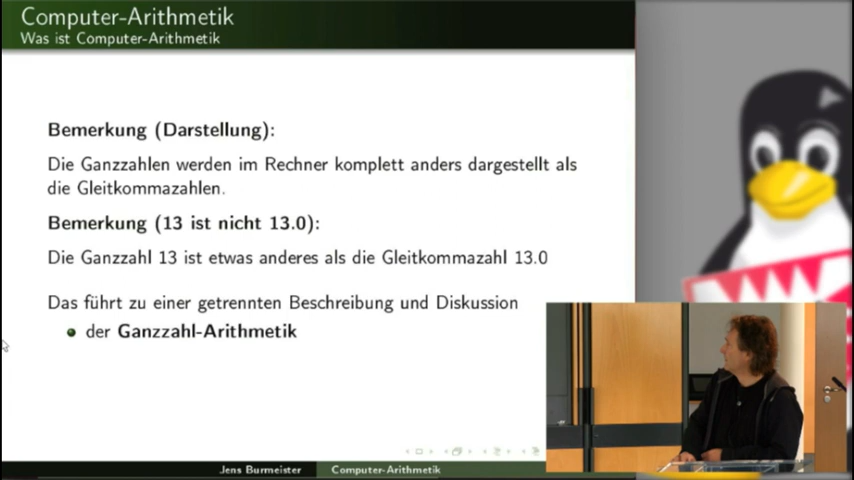 Computer-Arithmetik
Was ist Computer-Arithmetik
Bemerkung (Darstellung):
Die Ganzzahlen werden im Rechner komplett anders dargestellt als
die Gleitkommazahlen.
Bemerkung (13 ist nicht 13.0):
Die Ganzzahl 13 ist etwas anderes als die Gleitkommazahl 13.0
Das führt zu einer getrennten Beschreibung und Diskussion
der Ganzzahl-Arithmetik
Jens Burmeister
Computer-Arithmetik